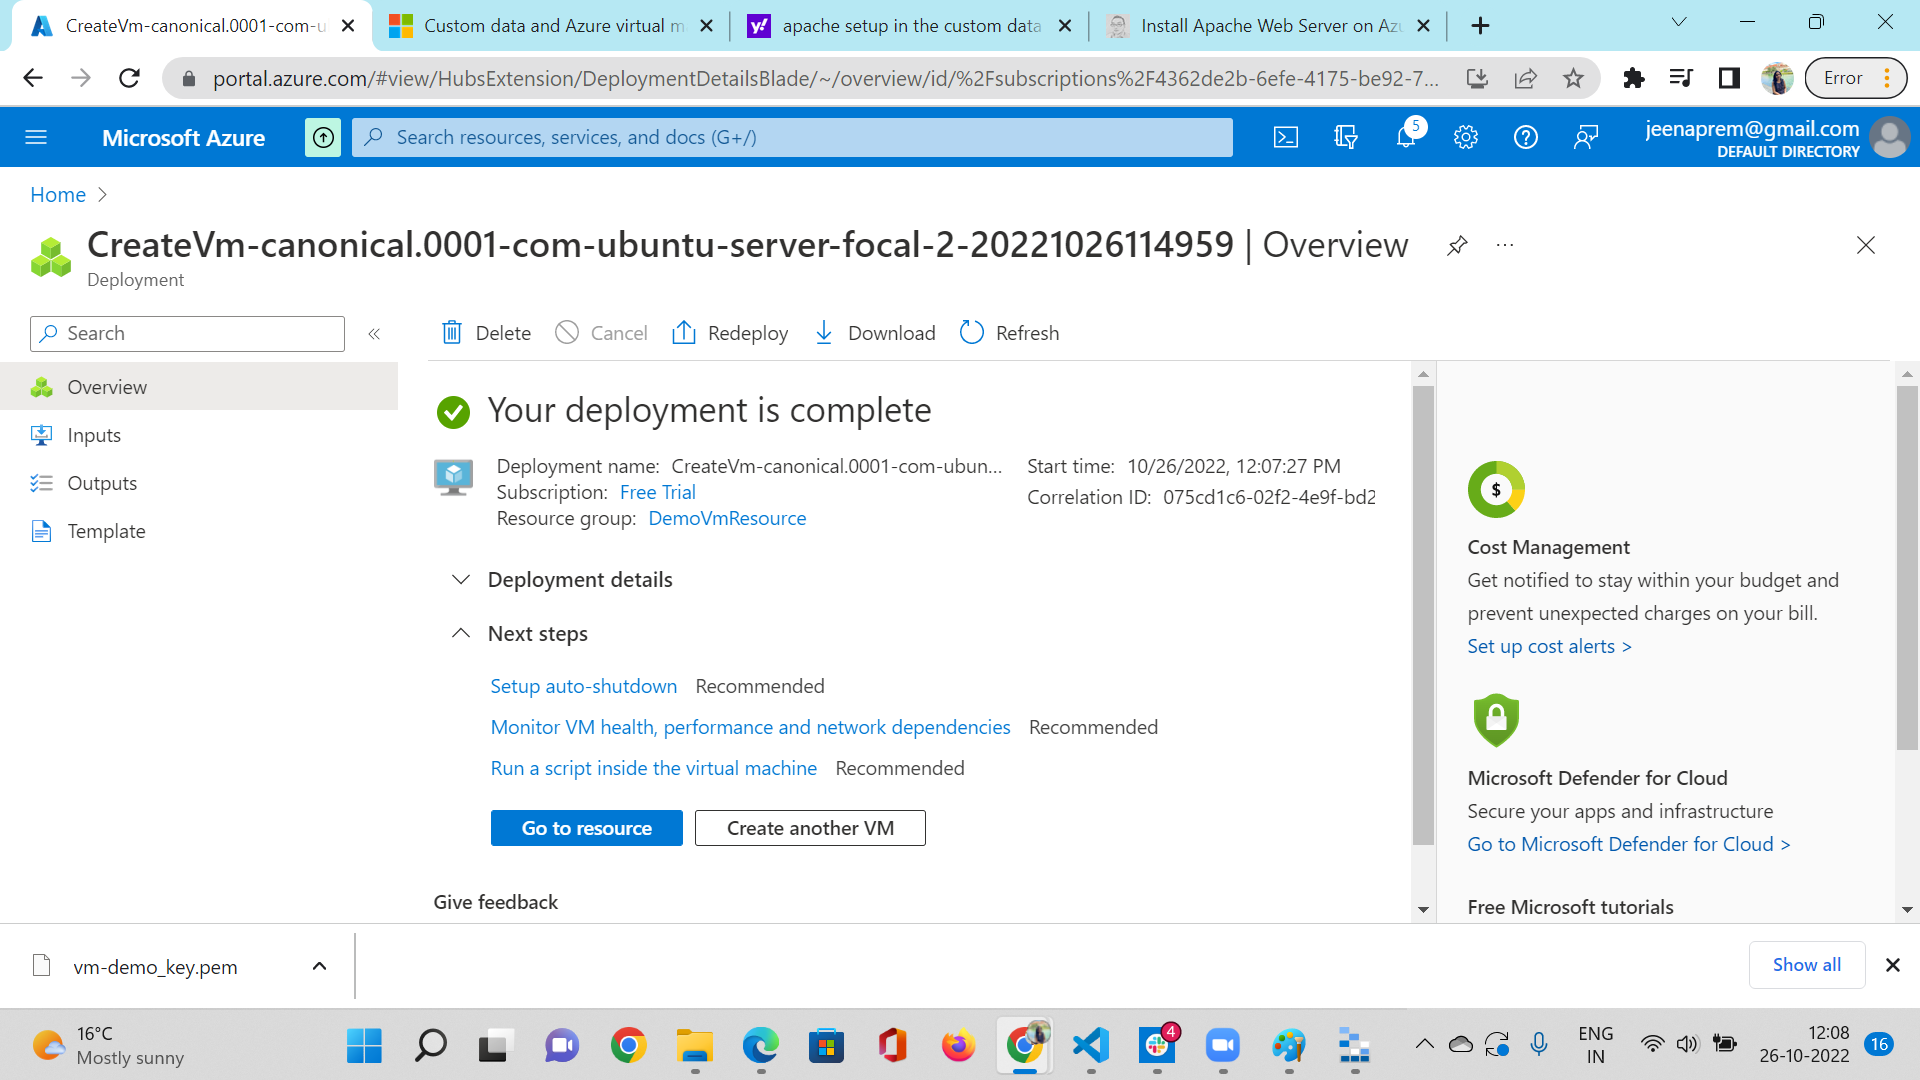 CreateVm-canonical.0001-com-u
Custom data and Azure virtual m
apache setup in the custom data
Install Apache Web Server on Azu
portal.azure.com/#view/HubsExtension/DeploymentDetailsBlade/~/overview/id/%2Fsubscriptions%2F4362de2b-6efe-4175-be92-7...
Error
Microsoft Azure
Search resources, services, and docs (G+/)
5
jeenaprem@gmail.com
DEFAULT DIRECTORY
Home >
CreateVm-canonical.0001-com-ubuntu-server-focal-2-20221026114959 | Overview
Deployment
Search
Delete
Cancel
Redeploy
Download
Refresh
Overview
Inputs
Outputs
Template
Your deployment is complete
Deployment name: CreateVm-canonical.0001-com-ubun...
Subscription: Free Trial
Resource group: DemoVmResource
Start time: 10/26/2022, 12:07:27 PM
Correlation ID: 075cd1c6-02f2-4e9f-bd2
Deployment details
Next steps
Setup auto-shutdown Recommended
Monitor VM health, performance and network dependencies Recommended
Run a script inside the virtual machine Recommended
Go to resource
Create another VM
Give feedback
$
Cost Management
Get notified to stay within your budget and
prevent unexpected charges on your bill.
Set up cost alerts >
Microsoft Defender for Cloud
Secure your apps and infrastructure
Go to Microsoft Defender for Cloud >
Free Microsoft tutorials
vm-demo_key.pem
Show all
16°C
Mostly sunny
4
ENG
IN
12:08
26-10-2022
16